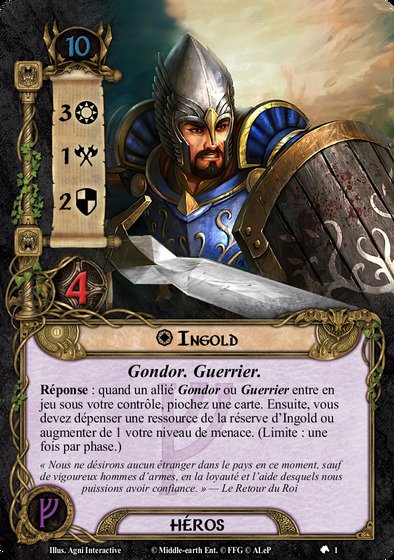 10
3
1
2
4
Ingold
Gondor. Guerrier.
Réponse : quand un allié Gondor ou Guerrier entre en
jeu sous votre contrôle, piochez une carte. Ensuite, vous
devez dépenser une ressource de la réserve d’Ingold ou
augmenter de 1 votre niveau de menace. (Limite : une
fois par phase.)
« Nous ne désirons aucun étranger dans le pays en ce moment, sauf
de vigoureux hommes d’armes, en la loyauté et l’aide desquels nous
puissions avoir confiance. » — Le Retour du Roi
HÉROS
Illus. Agni Interactive © Middle-earth Ent. © FFG © ALeP 1